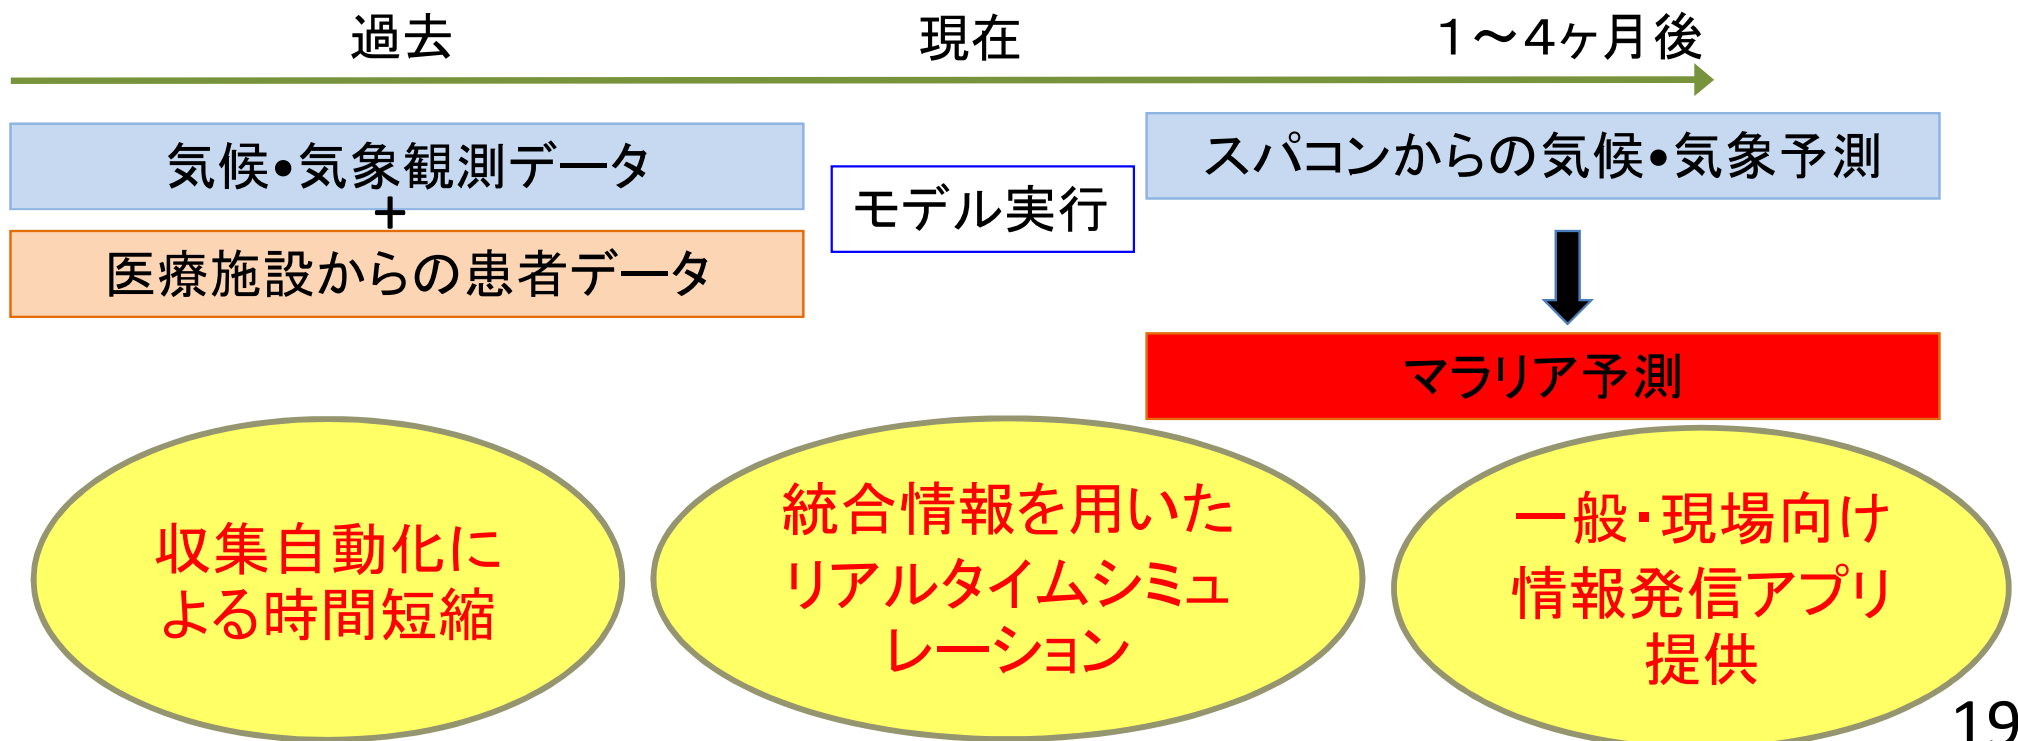 過去
現在
１～４ヶ月後
気候・気象観測データ
+
医療施設からの患者データ
モデル実行
スパコンからの気候・気象予測
マラリア予測
収集自動化に
よる時間短縮
統合情報を用いた
リアルタイムシミュ
レーション
一般・現場向け
情報発信アプリ
提供
19